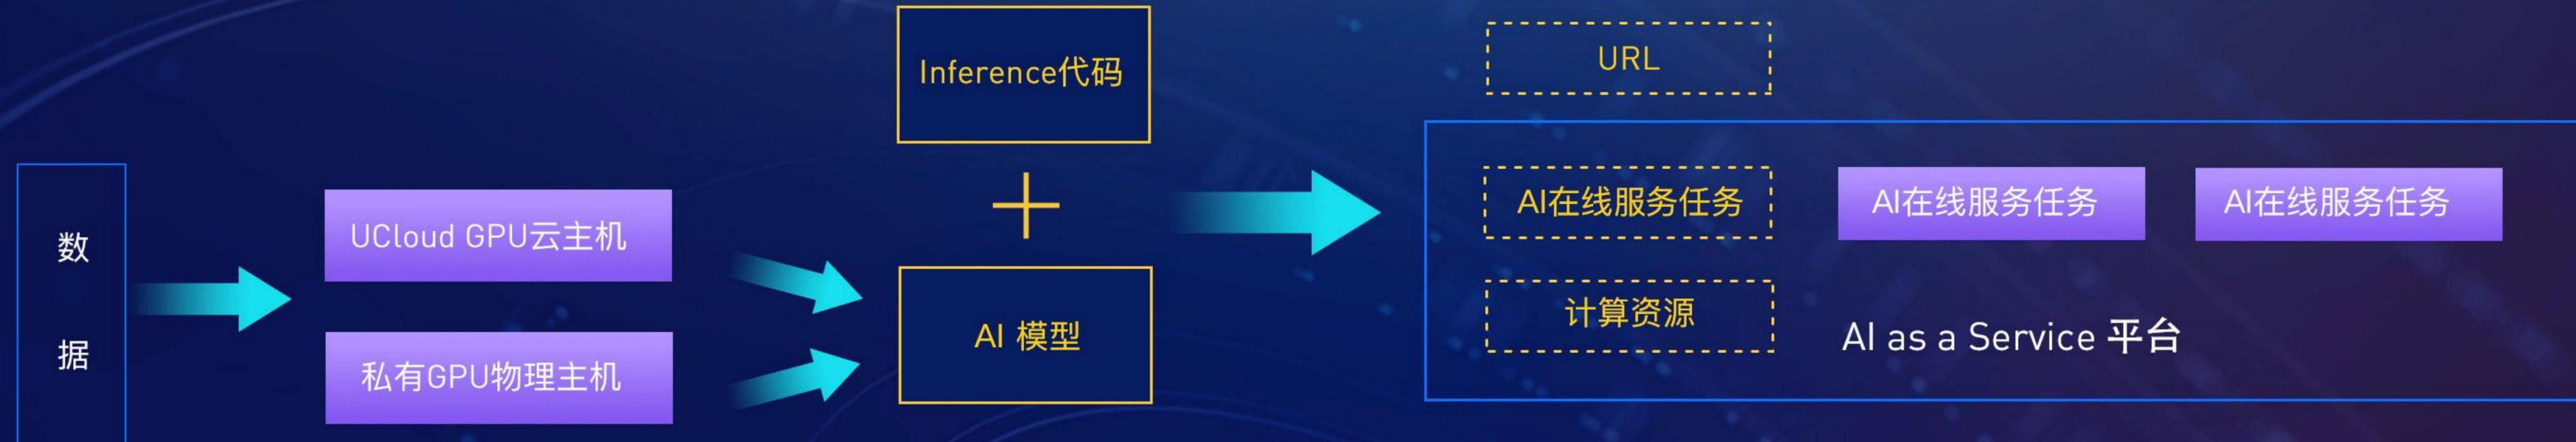 数据
UCloud GPU云主机
私有GPU物理主机
Inference代码
+
AI 模型
URL
AI在线服务任务
AI在线服务任务
AI在线服务任务
计算资源
AI as a Service 平台